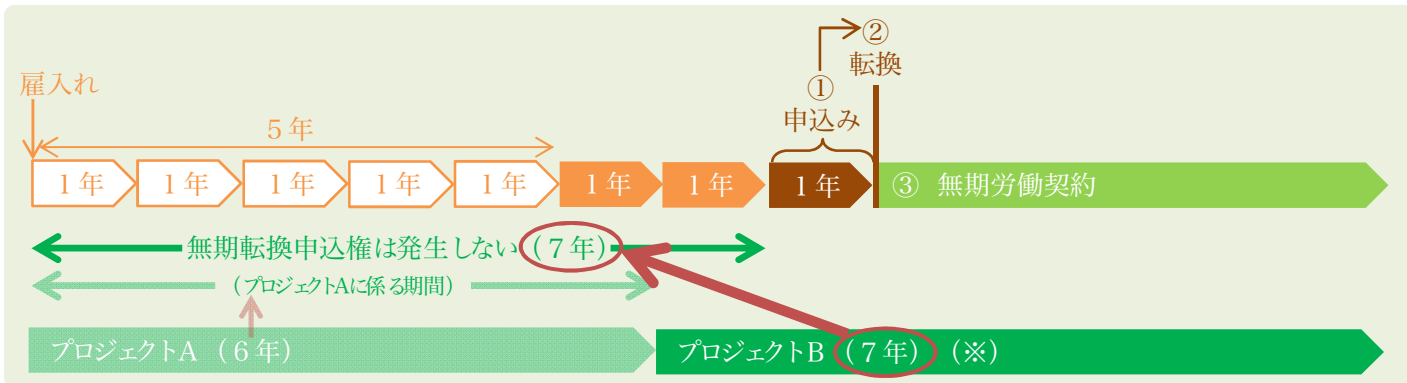 ②
転換
①
申込み
雇入れ
5年
1年 1年 1年 1年 1年 1年 1年 1年 ③ 無期労働契約
無期転換申込権は発生しない(7年)
(プロジェクトAに係る期間)
プロジェクトA (6年) プロジェクトB (7年) (※)